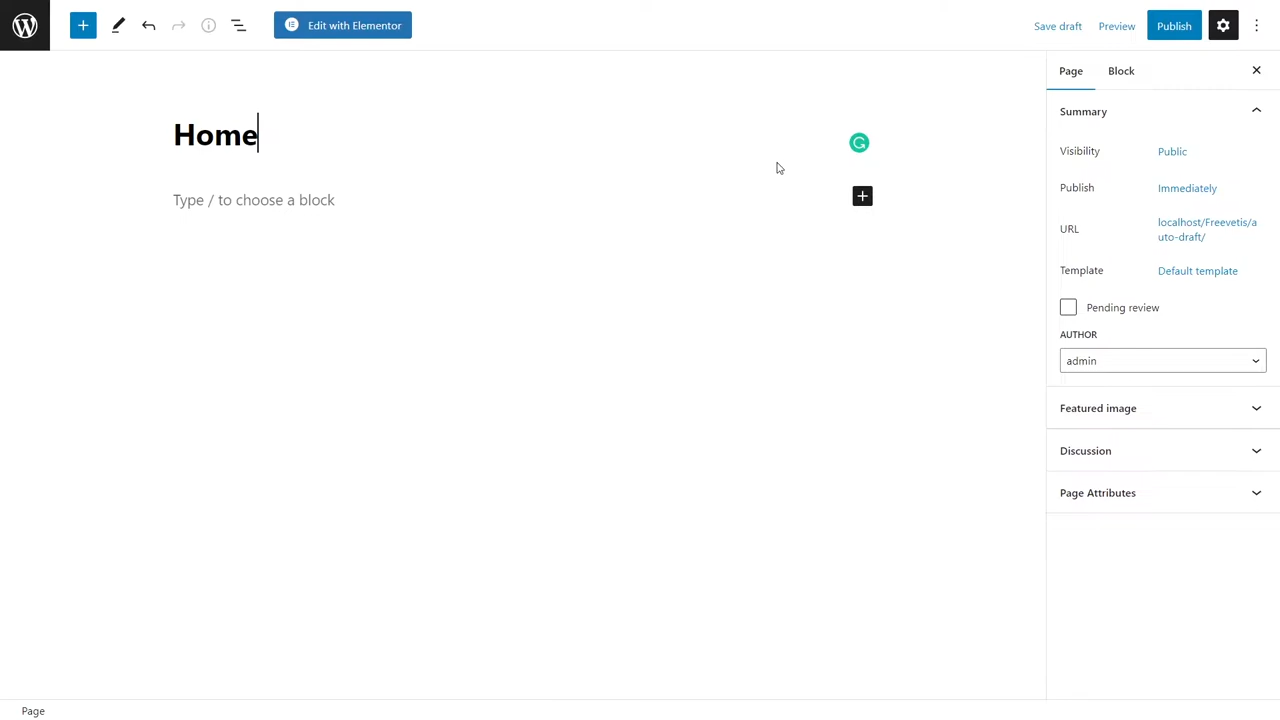 Edit with Elementor
Save draft
Preview
Publish
Home
Type / to choose a block
Page
Block
Summary
Visibility
Public
Publish
Immediately
URL
localhost/Freevetis/a
uto-draft/
Template
Default template
Pending review
AUTHOR
admin
Featured image
Discussion
Page Attributes
Page